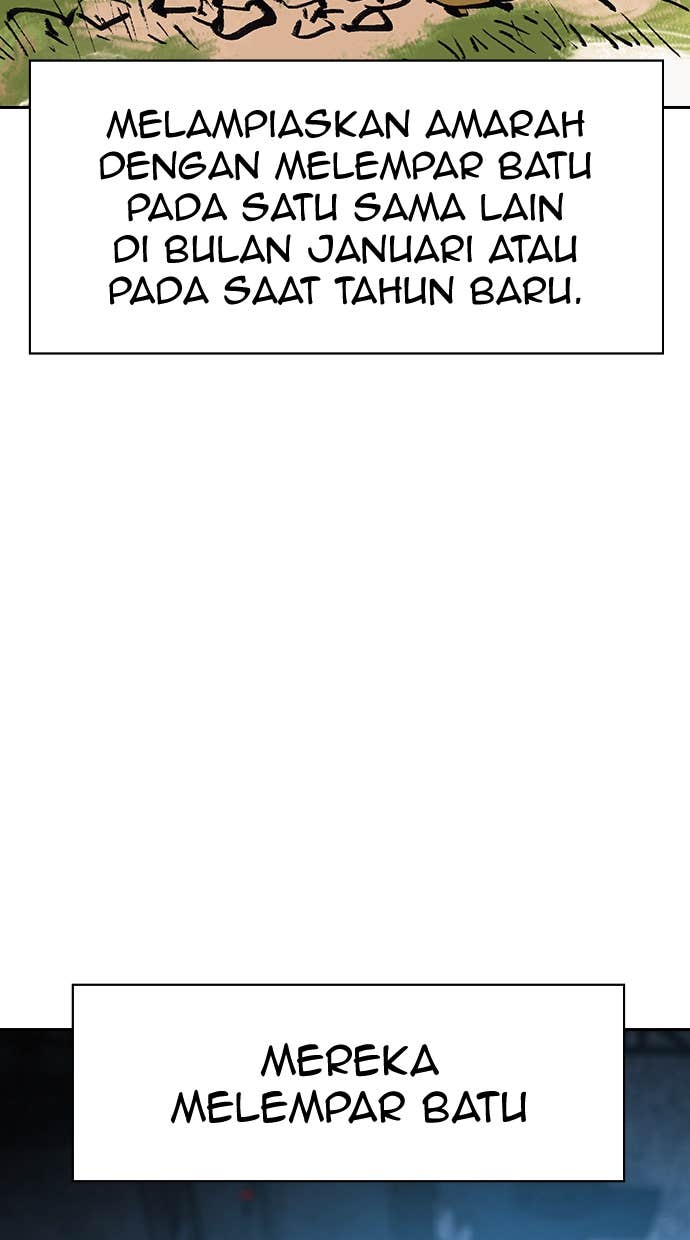 MELAMPIASKAN AMARAH
DENGAN MELEMPAR BATU
PADA SATU SAMA LAIN
DI BULAN JANUARI ATAU
PADA SAAT TAHUN BARU.
MEREKA
MELEMPAR BATU